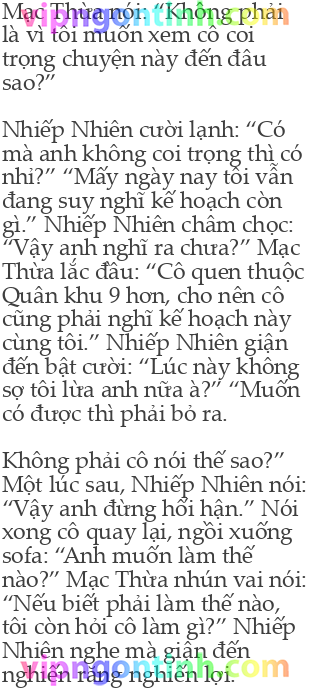 Mạc Thừa nói: “Không phải
vipngontinh.com
là vì tôi muốn xem cô coi
trọng chuyện này đến đâu
sao?”
Nhiếp Nhiên cười lạnh: “Có
mà anh không coi trọng thì có
nhỉ?” “Mấy ngày nay tôi vẫn
đang suy nghĩ kế hoạch còn
gì.” Nhiếp Nhiên châm chọc:
“Vậy anh nghĩ ra chưa?” Mạc
Thừa lắc đầu: “Cô quen thuộc
Quân khu 9 hơn, cho nên cô
cũng phải nghĩ kế hoạch này
cùng tôi.” Nhiếp Nhiên giận
đến bật cười: “Lúc này không
sợ tôi lừa anh nữa à?” “Muốn
có được thì phải bỏ ra.
Không phải cô nói thế sao?”
Một lúc sau, Nhiếp Nhiên nói:
“Vậy anh đừng hối hận.” Nói
xong cô quay lại, ngồi xuống
sofa: “Anh muốn làm thế
nào?” Mạc Thừa nhún vai nói:
“Nếu biết phải làm thế nào,
tôi còn hỏi cô làm gì?” Nhiếp
Nhiên nghe mà giận đến
vipngontinh.com
nghiến răng nghiến lợi.